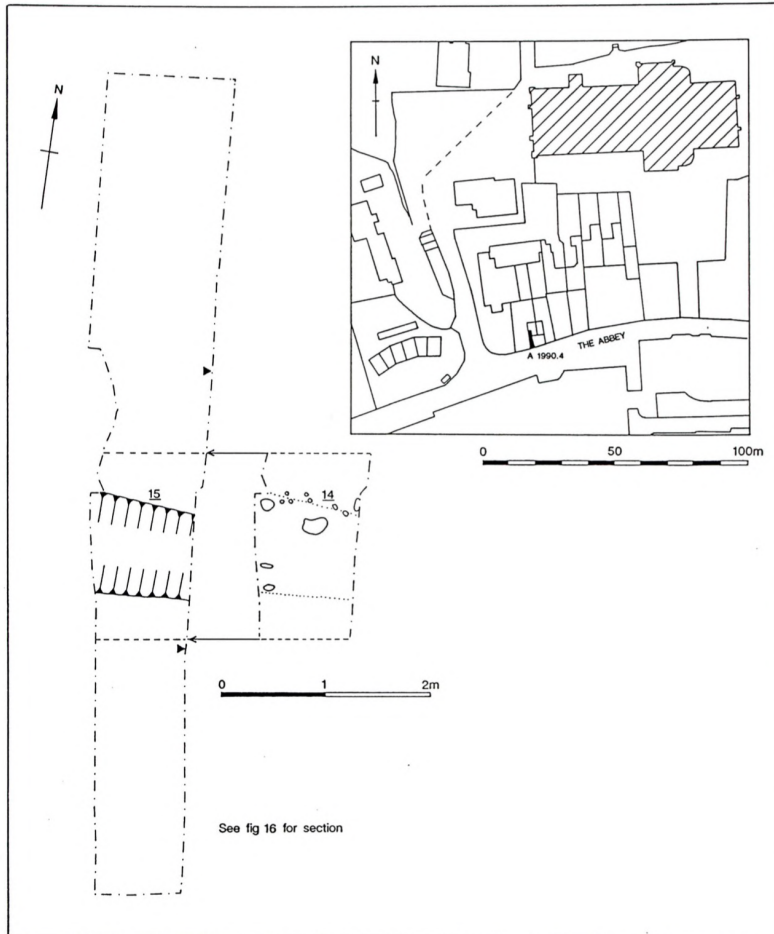 N
N
THE ABBEY
A 1990.4
0 50 100m
15
14
0 1 2m
See fig 16 for section